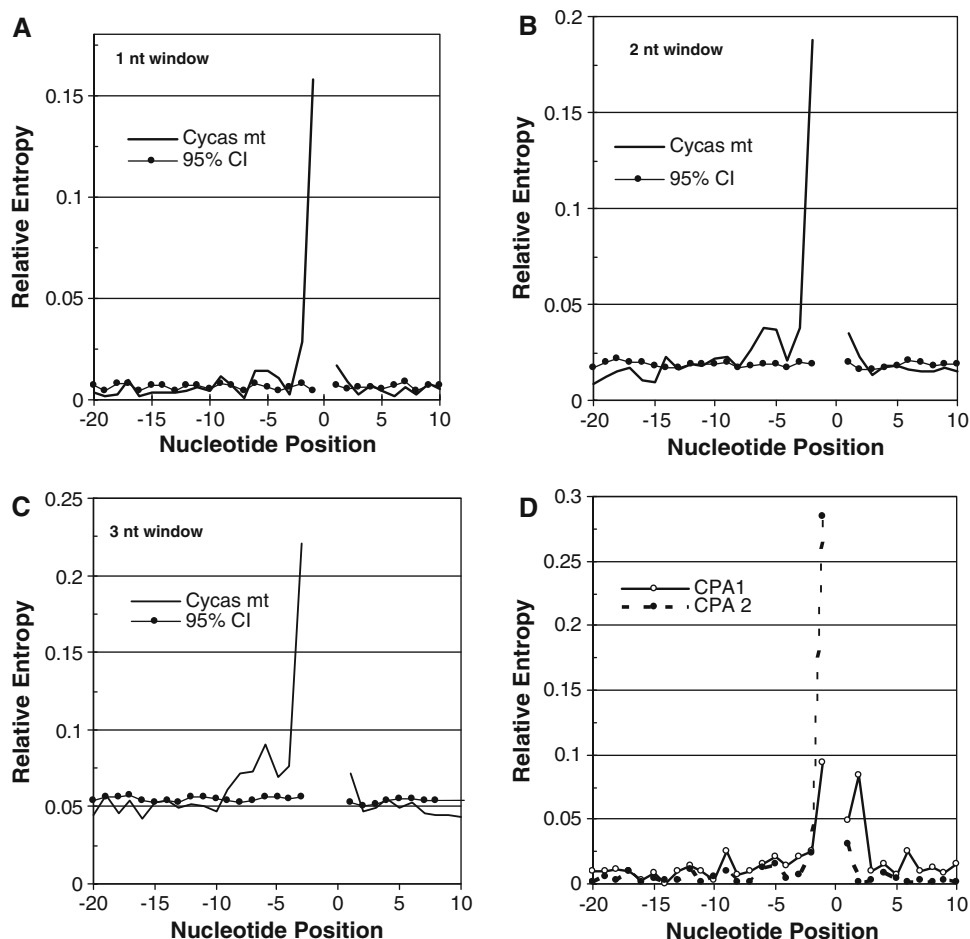 A
1 nt window
Relative Entropy
0.15
0.1
0.05
0
Cycas mt
95% CI
-20 -15 -10 -5 0 5 10
Nucleotide Position
B
2 nt window
Relative Entropy
0.2
0.15
0.1
0.05
0
Cycas mt
95% CI
-20 -15 -10 -5 0 5 10
Nucleotide Position
C
3 nt window
Relative Entropy
0.25
0.2
0.15
0.1
0.05
0
Cycas mt
95% CI
-20 -15 -10 -5 0 5 10
Nucleotide Position
D
Relative Entropy
0.3
0.25
0.2
0.15
0.1
0.05
0
CPA1
CPA 2
-20 -15 -10 -5 0 5 10
Nucleotide Position